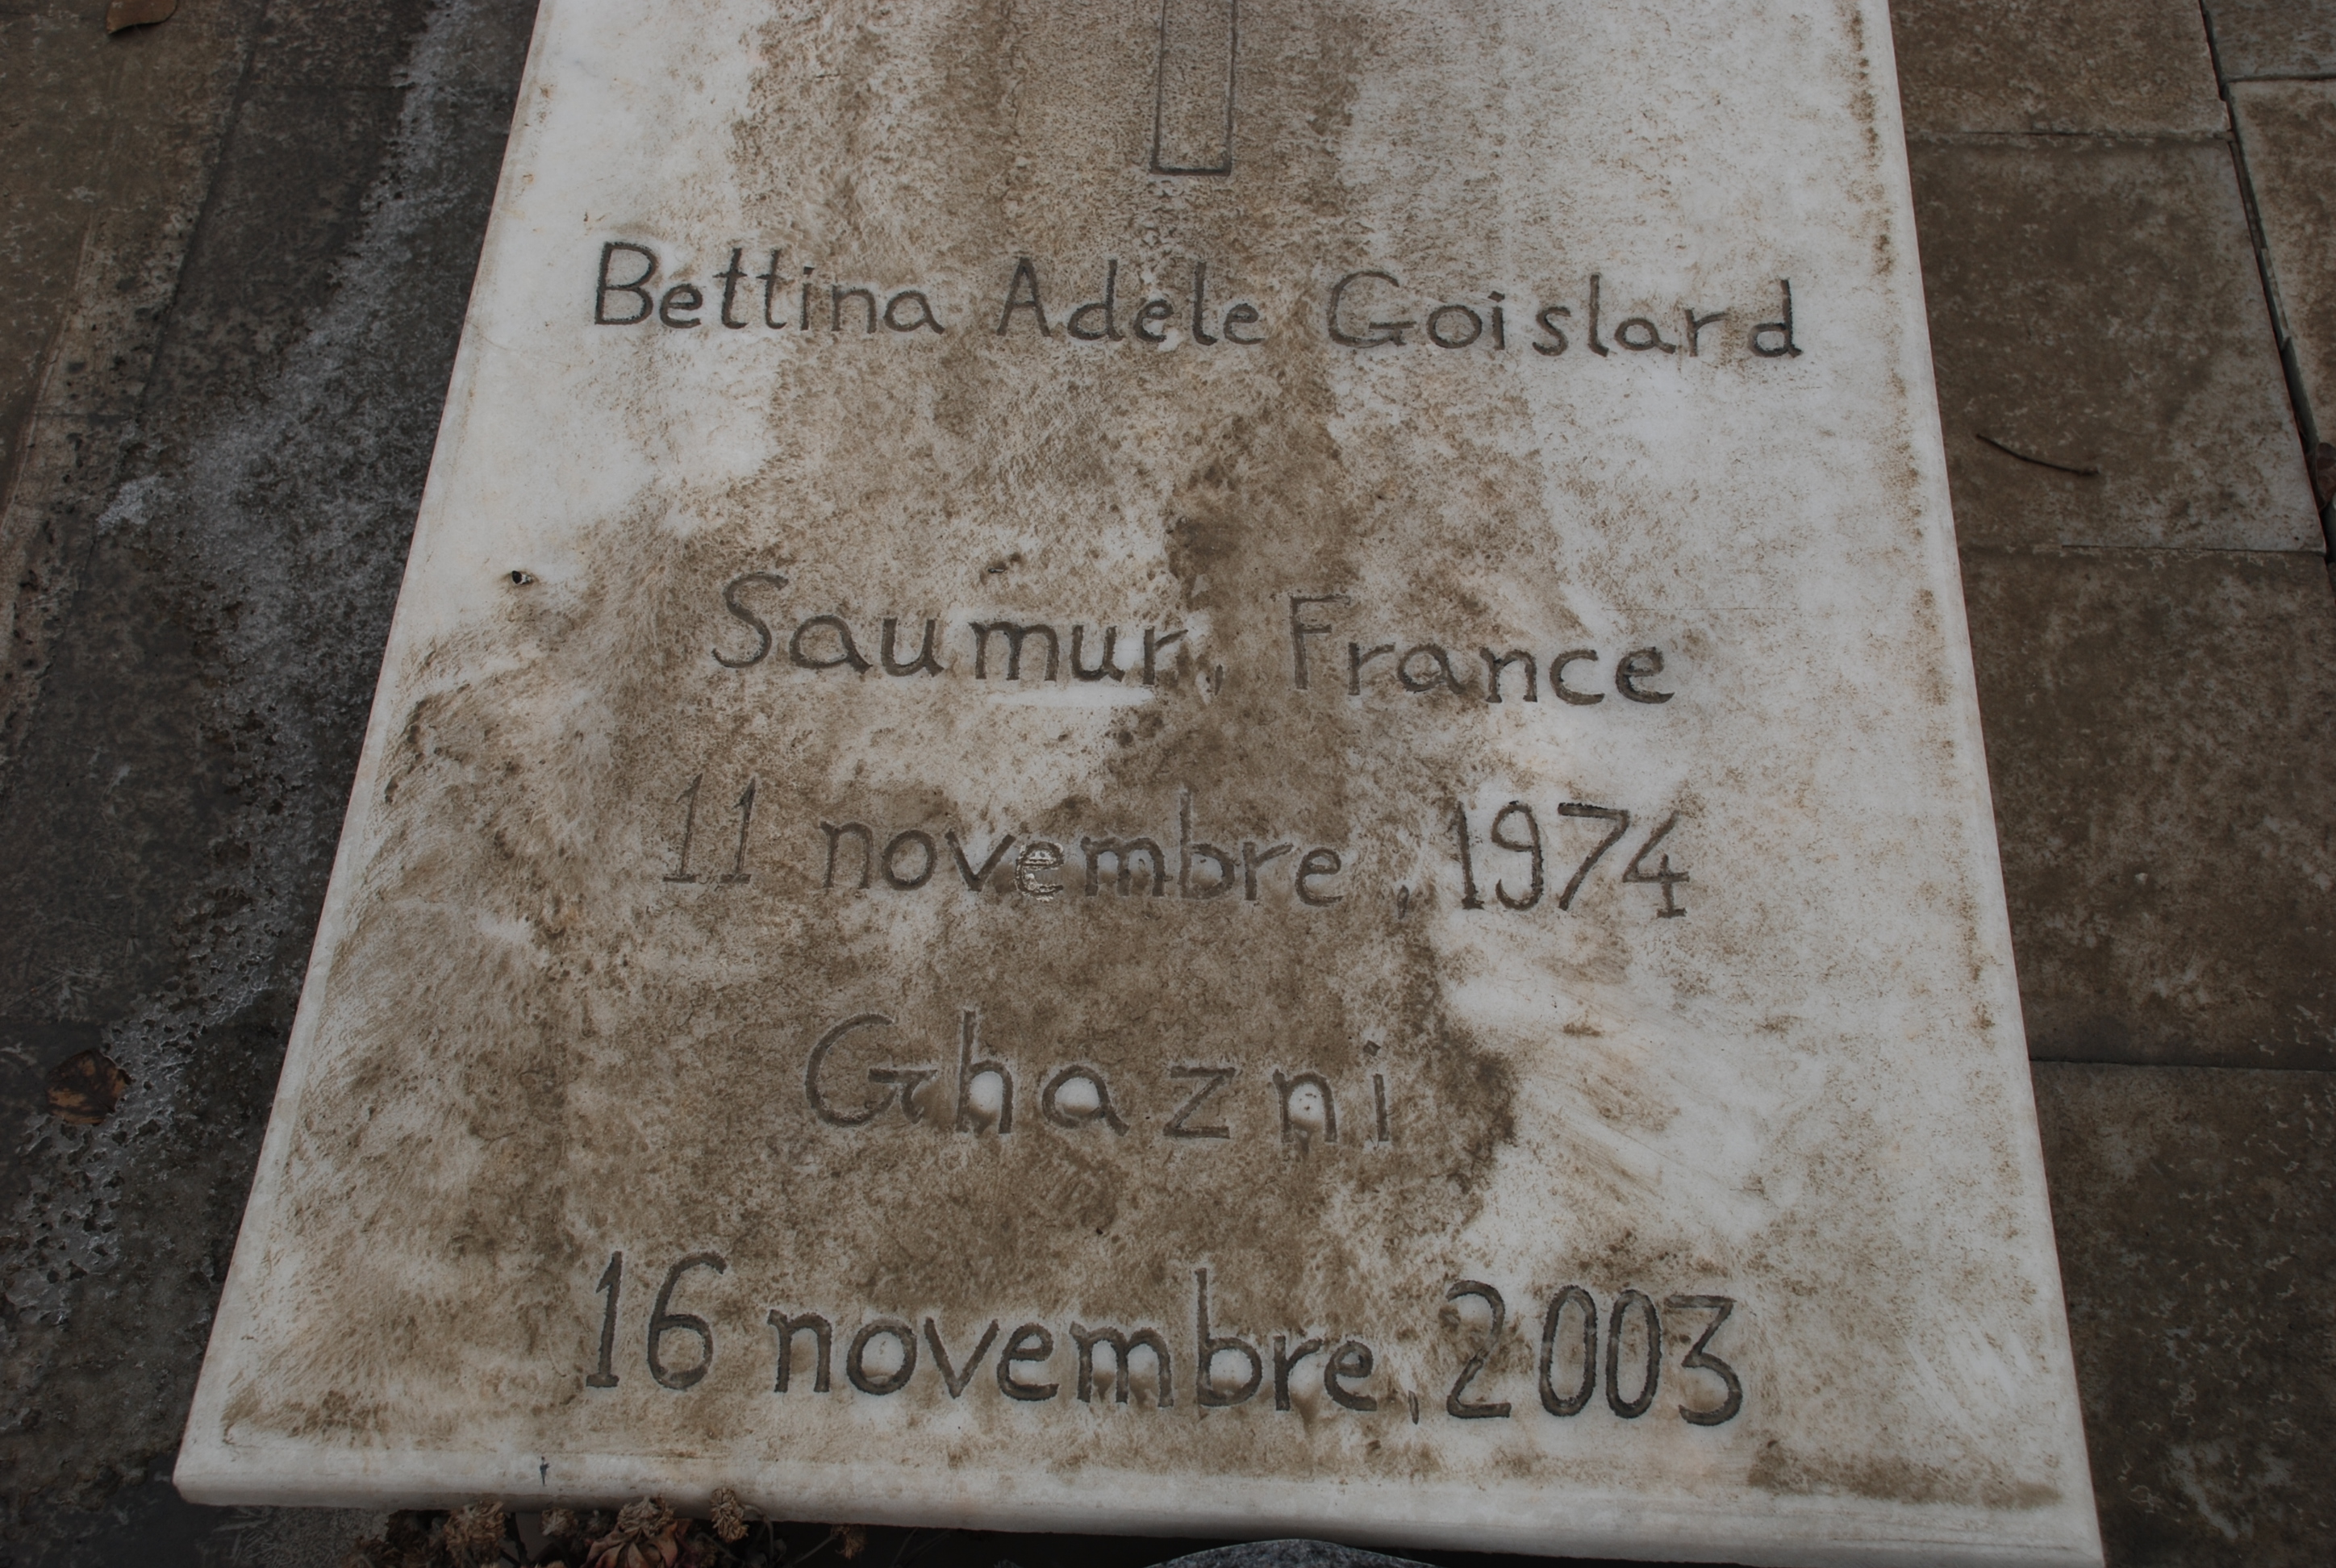 Bettina Adele Goislard
Saumur, France
11 novembre, 1974
Ghazni
16 novembre, 2003